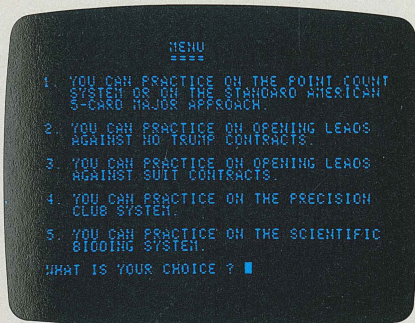 MENU
====
1. YOU CAN PRACTICE ON THE POINT COUNT
SYSTEM OR ON THE STANDARD AMERICAN
5-CARD MAJOR APPROACH.
2. YOU CAN PRACTICE ON OPENING LEADS
AGAINST NO TRUMP CONTRACTS.
3. YOU CAN PRACTICE ON OPENING LEADS
AGAINST SUIT CONTRACTS.
4. YOU CAN PRACTICE ON THE PRECISION
CLUB SYSTEM.
5. YOU CAN PRACTICE ON THE SCIENTIFIC
BIDDING SYSTEM.
WHAT IS YOUR CHOICE ?